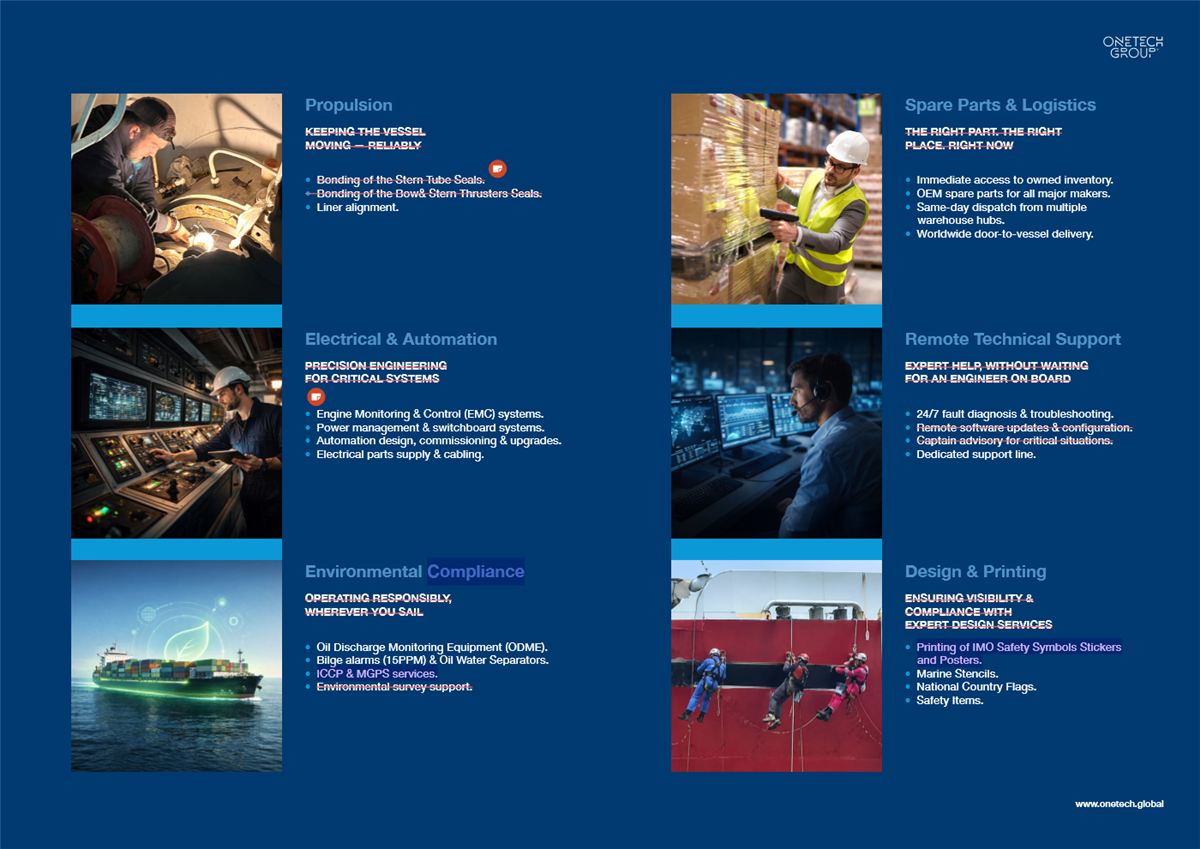 ONETECH
GROUP
Propulsion
KEEPING THE VESSEL
MOVING — RELIABLY
• Bonding of the Stern Tube Seals.
• Bonding of the Bow& Stern Thrusters Seals.
• Liner alignment.
Electrical & Automation
PRECISION ENGINEERING
FOR CRITICAL SYSTEMS
• Engine Monitoring & Control (EMC) systems.
• Power management & switchboard systems.
• Automation design, commissioning & upgrades.
• Electrical parts supply & cabling.
Environmental Compliance
OPERATING RESPONSIBLY,
WHEREVER YOU SAIL
• Oil Discharge Monitoring Equipment (ODME).
• Bilge alarms (15PPM) & Oil Water Separators.
• ICCP & MGPS services.
• Environmental survey support.
Spare Parts & Logistics
THE RIGHT PART. THE RIGHT
PLACE. RIGHT NOW
• Immediate access to owned inventory.
• OEM spare parts for all major makers.
• Same-day dispatch from multiple
warehouse hubs.
• Worldwide door-to-vessel delivery.
Remote Technical Support
EXPERT HELP, WITHOUT WAITING
FOR AN ENGINEER ON BOARD
• 24/7 fault diagnosis & troubleshooting.
• Remote software updates & configuration.
• Captain advisory for critical situations.
• Dedicated support line.
Design & Printing
ENSURING VISIBILITY &
COMPLIANCE WITH
EXPERT DESIGN SERVICES
• Printing of IMO Safety Symbols Stickers
and Posters.
• Marine Stencils.
• National Country Flags.
• Safety Items.
www.onetech.global